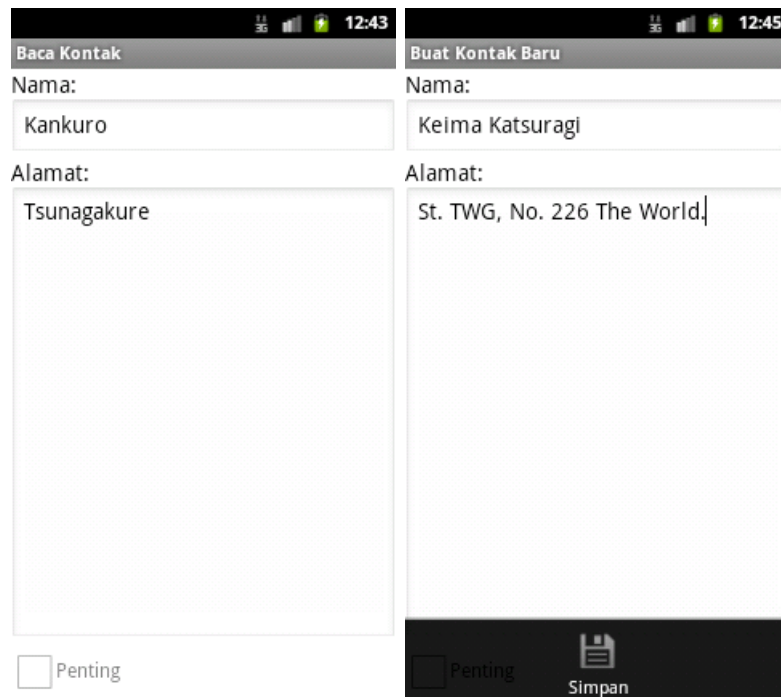 12:43
Baca Kontak
Nama:
Kankuro
Alamat:
Tsunagakure
Penting
12:45
Buat Kontak Baru
Nama:
Keima Katsuragi
Alamat:
St. TWG, No. 226 The World.
Penting
Simpan